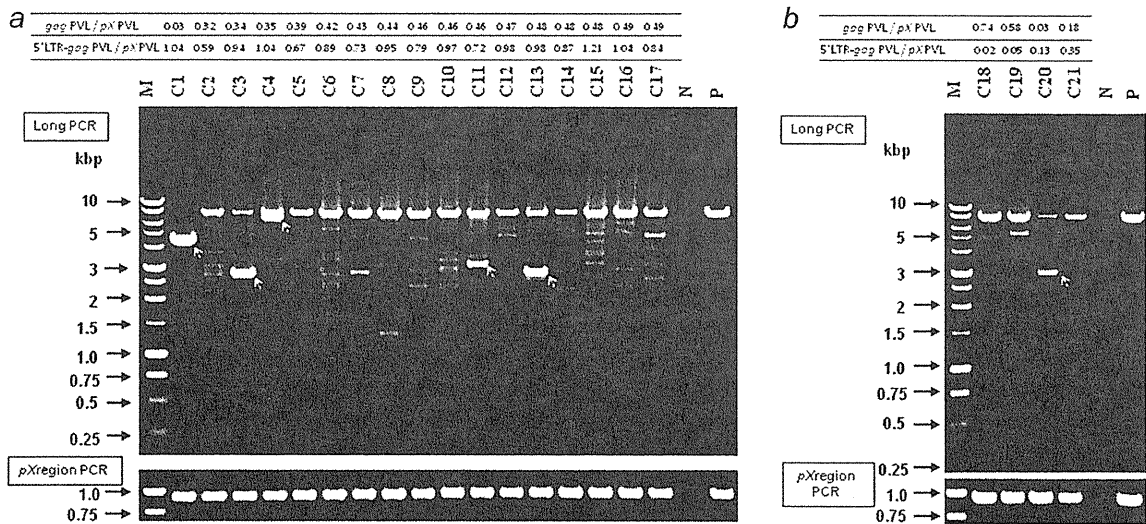 a
gag PVL / pX PVL 0.03 0.32 0.34 0.35 0.39 0.42 0.43 0.44 0.46 0.46 0.46 0.47 0.48 0.48 0.48 0.49 0.49
5'LTR-gag PVL / pX PVL 1.04 0.59 0.94 1.04 0.67 0.89 0.73 0.95 0.79 0.97 0.72 0.98 0.98 0.87 1.21 1.04 0.84
M C1 C2 C3 C4 C5 C6 C7 C8 C9 C10 C11 C12 C13 C14 C15 C16 C17 N P
Long PCR
kbp
10
5
3
2
1.5
1.0
0.75
0.5
0.25
pXregion PCR
1.0
0.75
b
gag PVL / pX PVL 0.74 0.58 0.03 0.18
5'LTR-gag PVL / pX PVL 0.02 0.05 0.13 0.35
M C18 C19 C20 C21 N P
Long PCR
kbp
10
5
3
2
1.5
1.0
0.75
0.5
0.25
pXregion
PCR
1.0
0.75